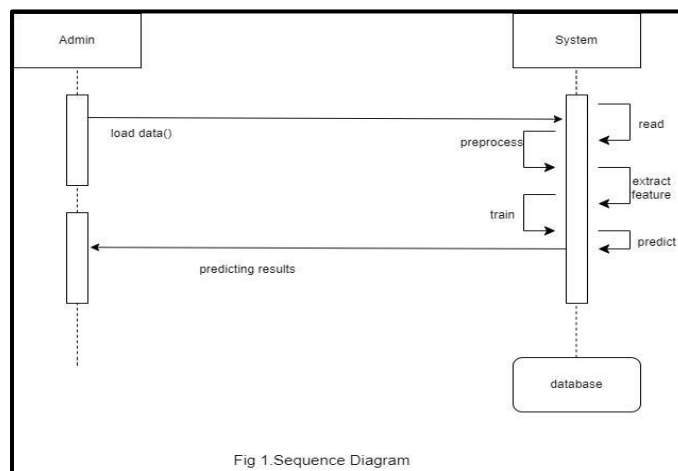 Admin
System
load data()
read
preprocess
extract
feature
train
predict
predicting results
database
Fig 1.Sequence Diagram